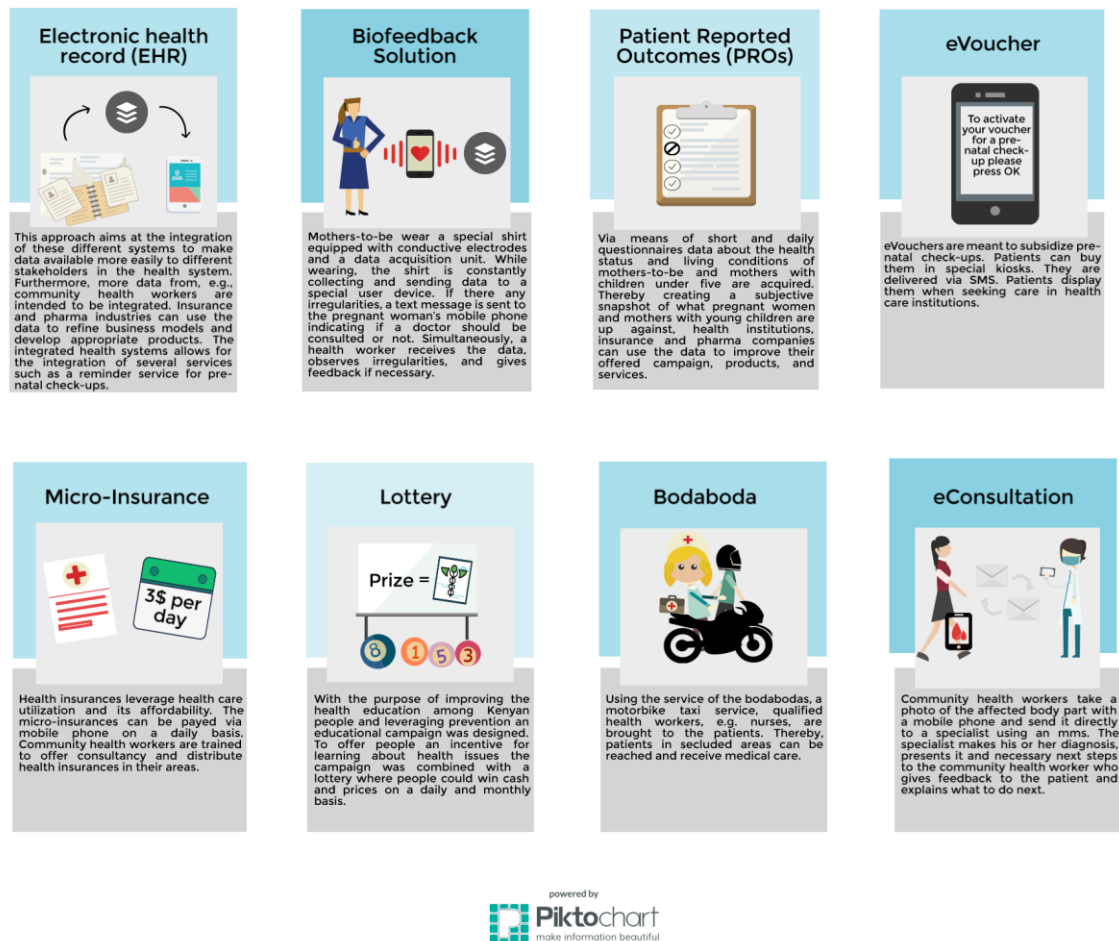 Electronic health
record (EHR)
This approach aims at the integration
of these different systems to make
data available more easily to different
stakeholders in the health system.
Furthermore, more data from, e.g.,
community health workers are
intended to be integrated. Insurance
and pharma industries can use the
data to refine business models and
develop appropriate products. The
integrated health systems allows for
the integration of several services
such as a reminder service for pre-
natal check-ups.
Biofeedback
Solution
Mothers-to-be wear a special shirt
equipped with conductive electrodes
and a data acquisition unit. While
wearing, the shirt is constantly
collecting and sending data to a
special user device. If there any
irregularities, a text message is sent to
the pregnant woman's mobile phone
indicating if a doctor should be
consulted or not. Simultaneously, a
health worker receives the data,
observes irregularities, and gives
feedback if necessary.
Patient Reported
Outcomes (PROs)
Via means of short and daily
questionnaires data about the health
status and living conditions of
mothers-to-be and mothers with
children under five are acquired.
Thereby creating a subjective
snapshot of what pregnant women
and mothers with young children are
up against, health institutions,
insurance and pharma companies
can use the data to improve their
offered campaign, products, and
services.
eVoucher
To activate
your voucher
for a pre-
natal check-
up please
press OK
eVouchers are meant to subsidize pre-
natal check-ups. Patients can buy
them in special kiosks. They are
delivered via SMS. Patients display
them when seeking care in health
care institutions.
Micro-Insurance
3$ per
day
Health insurances leverage health care
utilization and its affordability. The
micro-insurances can be payed via
mobile phone on a daily basis.
Community health workers are trained
to offer consultancy and distribute
health insurances in their areas.
Lottery
Prize =
8 1 5 3
With the purpose of improving the
health education among Kenyan
people and leveraging prevention an
educational campaign was designed.
To offer people an incentive for
learning about health issues the
campaign was combined with a
lottery where people could win cash
and prices on a daily and monthly
basis.
Bodaboda
Using the service of the bodabodas, a
motorbike taxi service, qualified
health workers, e.g. nurses, are
brought to the patients. Thereby,
patients in secluded areas can be
reached and receive medical care.
eConsultation
Community health workers take a
photo of the affected body part with
a mobile phone and send it directly
to a specialist using an mms. The
specialist makes his or her diagnosis,
presents it and necessary next steps
to the community health worker who
gives feedback to the patient and
explains what to do next.
powered by
Piktochart
make information beautiful